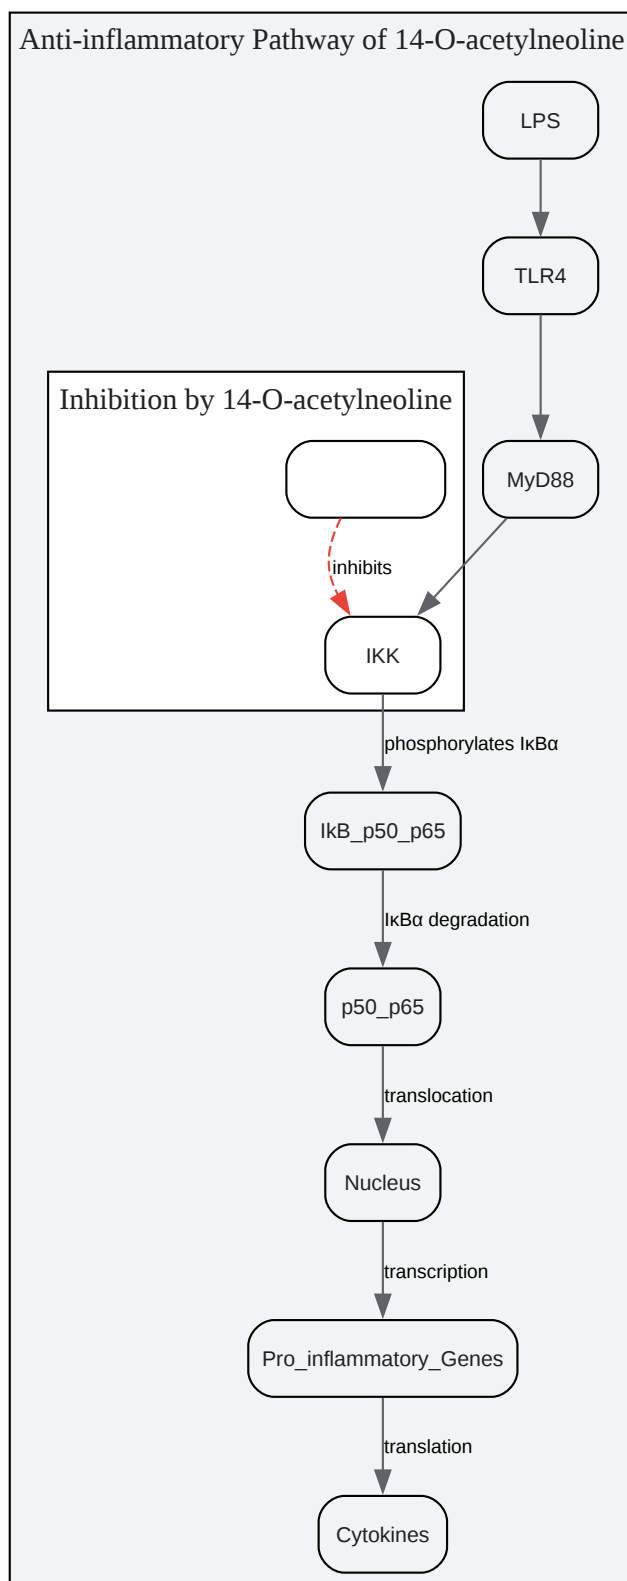 Anti-inflammatory Pathway of 14-O-acetylneoline
LPS
TLR4
Inhibition by 14-O-acetylneoline
MyD88
inhibits
IKK
phosphorylates IκBα
IkB_p50_p65
IκBα degradation
p50_p65
translocation
Nucleus
transcription
Pro_inflammatory_Genes
translation
Cytokines